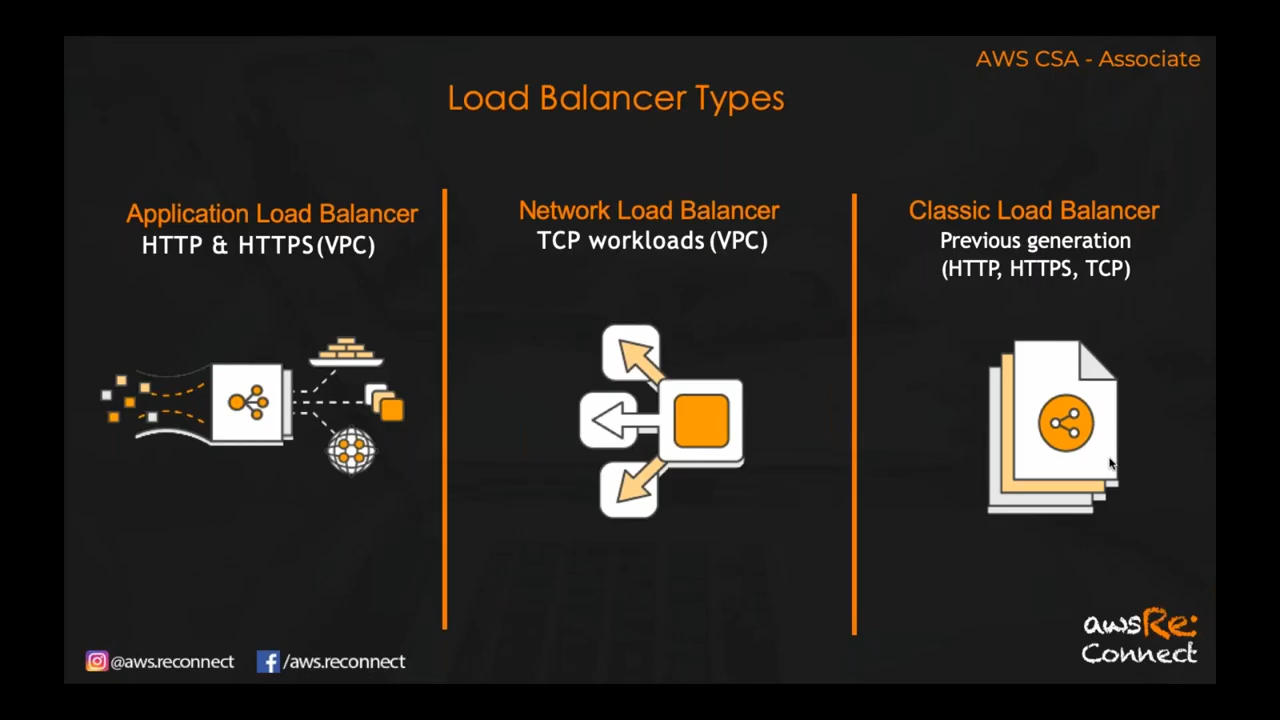 AWS CSA - Associate
Load Balancer Types
Application Load Balancer
HTTP & HTTPS (VPC)
Network Load Balancer
TCP workloads (VPC)
Classic Load Balancer
Previous generation
(HTTP, HTTPS, TCP)
@aws.reconnect
/aws.reconnect
awsRe:
Connect